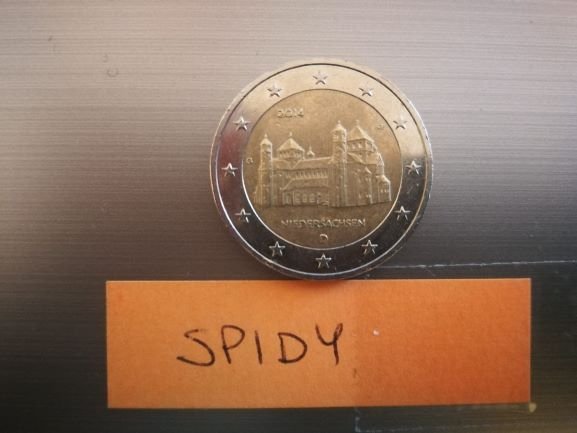 2014
G
NIEDERSACHSEN
D
SPIDY